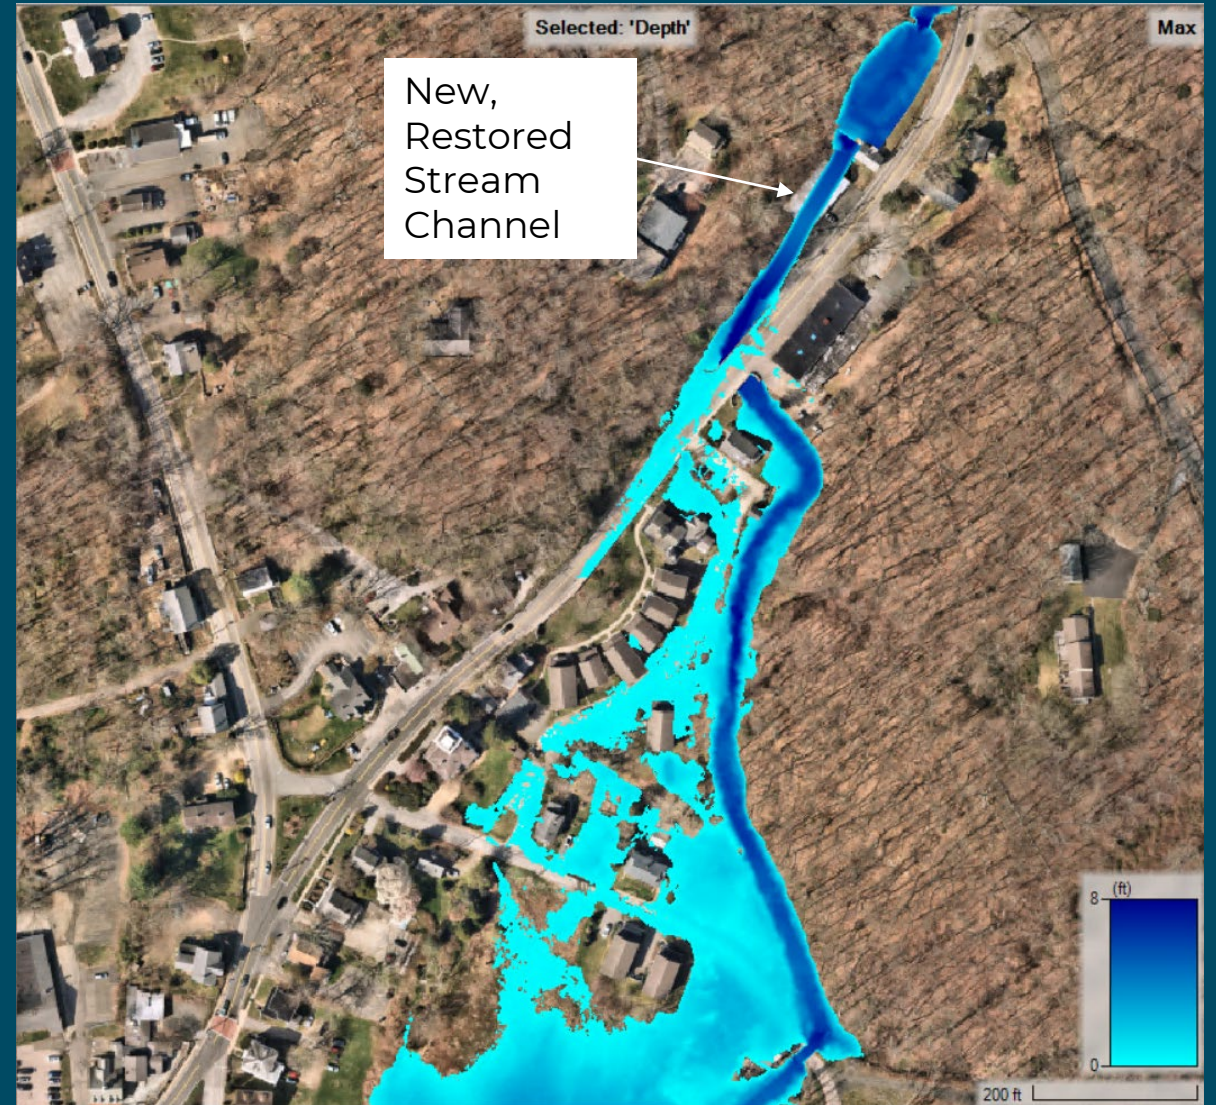 Selected: 'Depth'
Max
New,
Restored
Stream
Channel
(ft)
8
0
200 ft